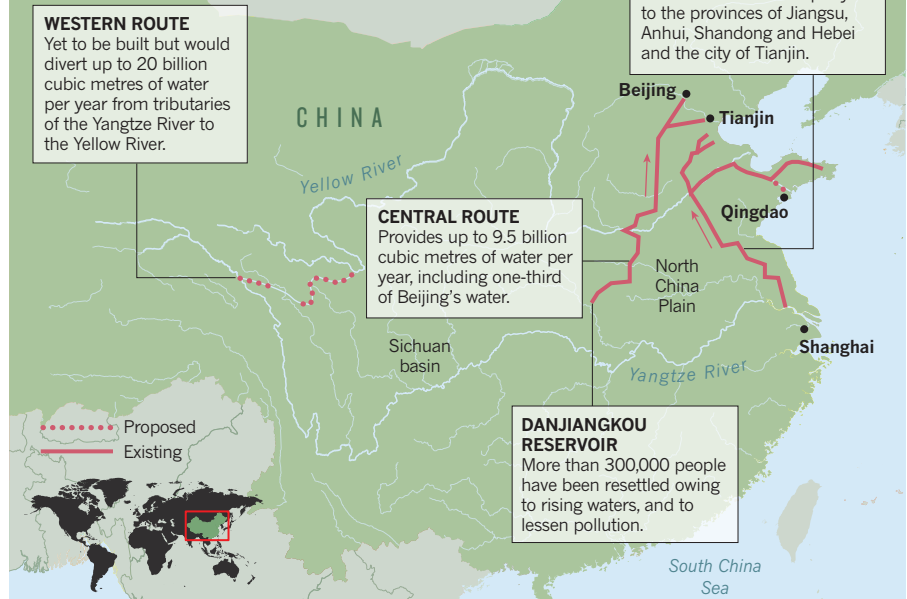 WESTERN ROUTE
Yet to be built but would
divert up to 20 billion
cubic metres of water
per year from tributaries
of the Yangtze River to
the Yellow River.
to the provinces of Jiangsu,
Anhui, Shandong and Hebei
and the city of Tianjin.
Beijing
Tianjin
CHINA
Yellow River
Qingdao
CENTRAL ROUTE
Provides up to 9.5 billion
cubic metres of water per
year, including one-third
of Beijing’s water.
North
China
Plain
Sichuan
basin
Shanghai
Yangtze River
DANJIANGKOU
RESERVOIR
More than 300,000 people
have been resettled owing
to rising waters, and to
lessen pollution.
Proposed
Existing
South China
Sea